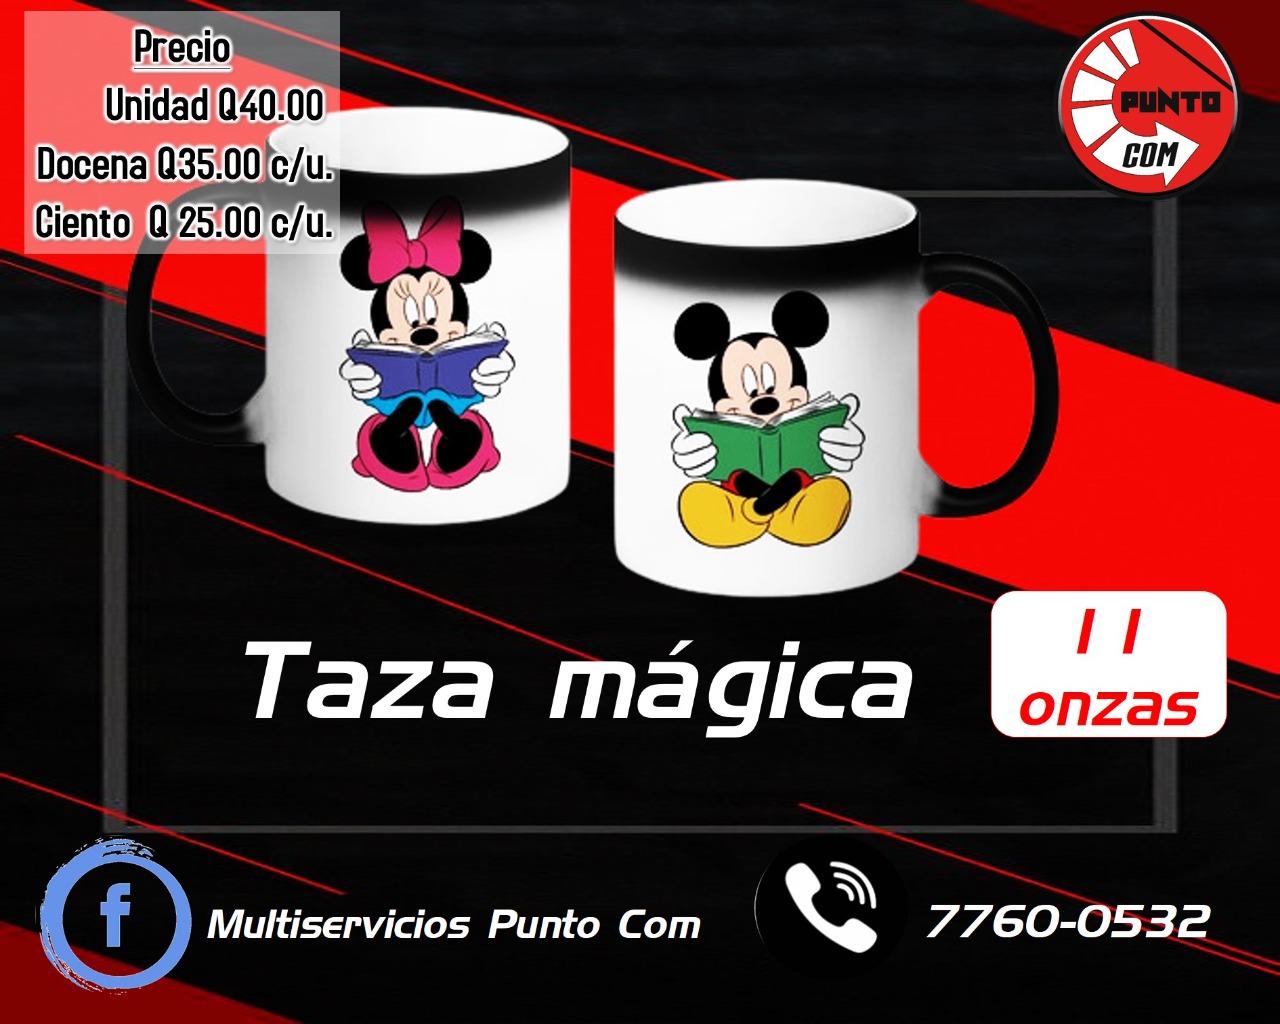 Precio
Unidad Q40.00
Docena Q35.00 c/u.
Ciento Q 25.00 c/u.
PUNTO
COM
Taza mágica
11
onzas
f
Multiservicios Punto Com
7760-0532